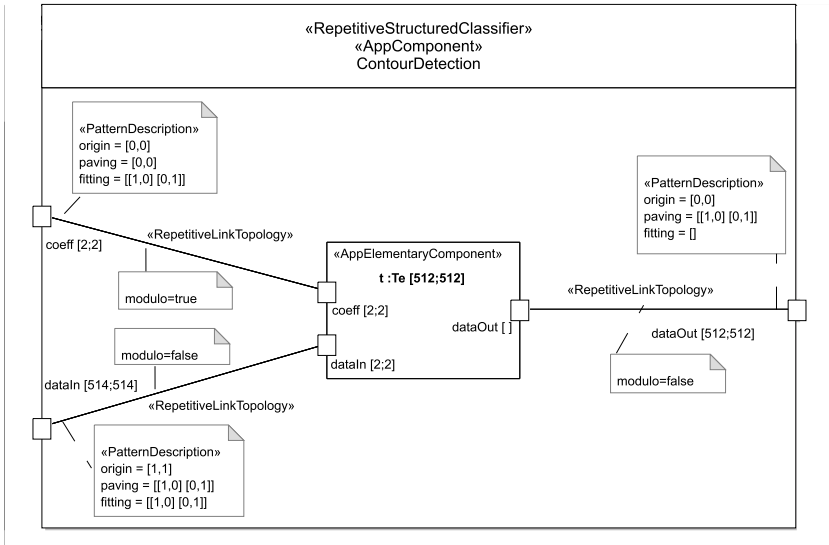 «RepetitiveStructuredClassifier»
«AppComponent»
ContourDetection
«PatternDescription»
origin = [0,0]
paving = [0,0]
fitting = [[1,0] [0,1]]
«RepetitiveLinkTopology»
coeff [2;2]
modulo=true
«AppElementaryComponent»
t :Te [512;512]
coeff [2;2]
dataOut [ ]
dataIn [2;2]
modulo=false
dataIn [514;514]
«RepetitiveLinkTopology»
«PatternDescription»
origin = [1,1]
paving = [[1,0] [0,1]]
fitting = [[1,0] [0,1]]
«PatternDescription»
origin = [0,0]
paving = [[1,0] [0,1]]
fitting = []
«RepetitiveLinkTopology»
dataOut [512;512]
modulo=false